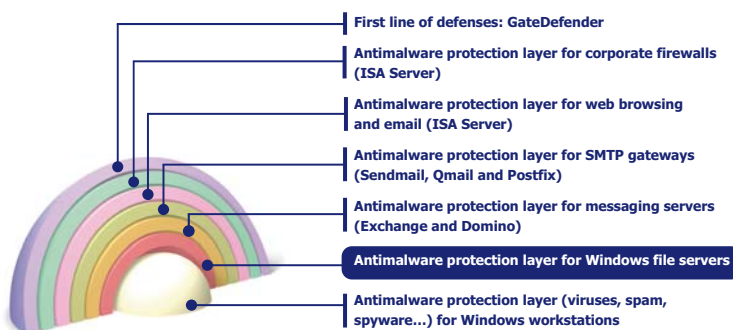 First line of defenses: GateDefender
Antimalware protection layer for corporate firewalls
(ISA Server)
Antimalware protection layer for web browsing
and email (ISA Server)
Antimalware protection layer for SMTP gateways
(Sendmail, Qmail and Postfix)
Antimalware protection layer for messaging servers
(Exchange and Domino)
Antimalware protection layer for Windows file servers
Antimalware protection layer (viruses, spam,
spyware...) for Windows workstations